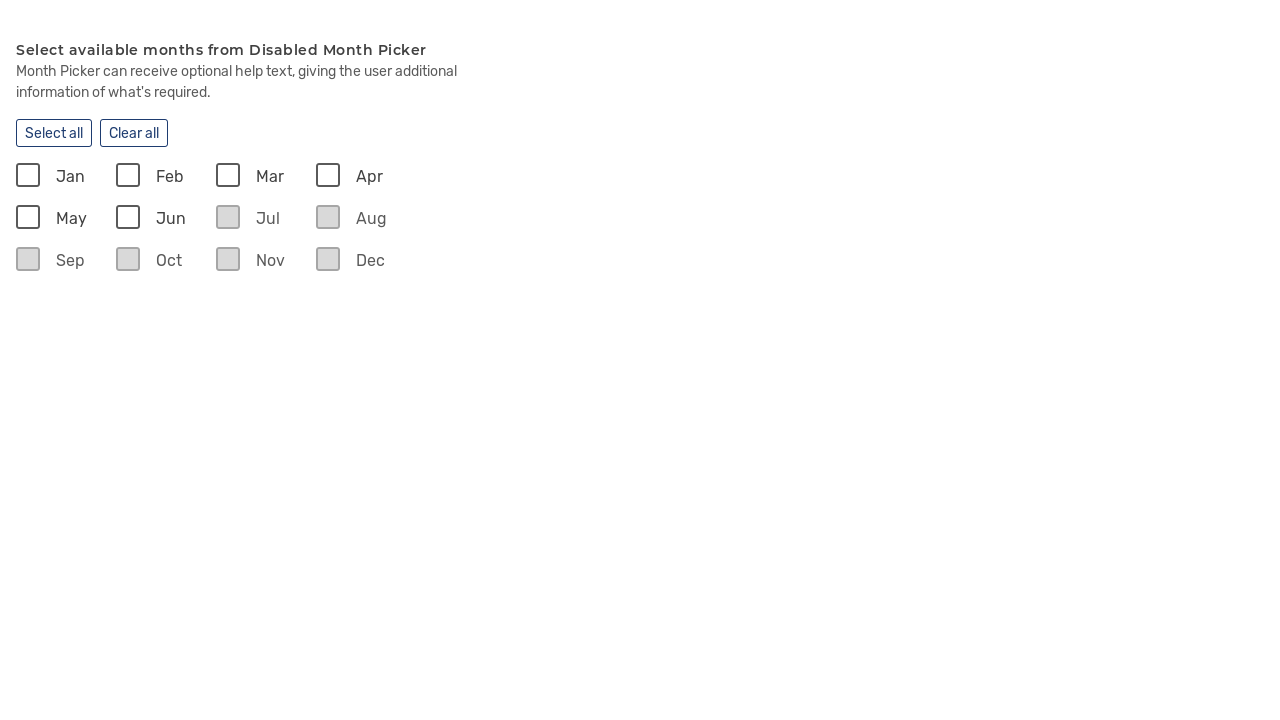 Select available months from Disabled Month Picker
Month Picker can receive optional help text, giving the user additional
information of what's required.
Select all Clear all
Jan Feb Mar Apr
May Jun Jul Aug
Sep Oct Nov Dec